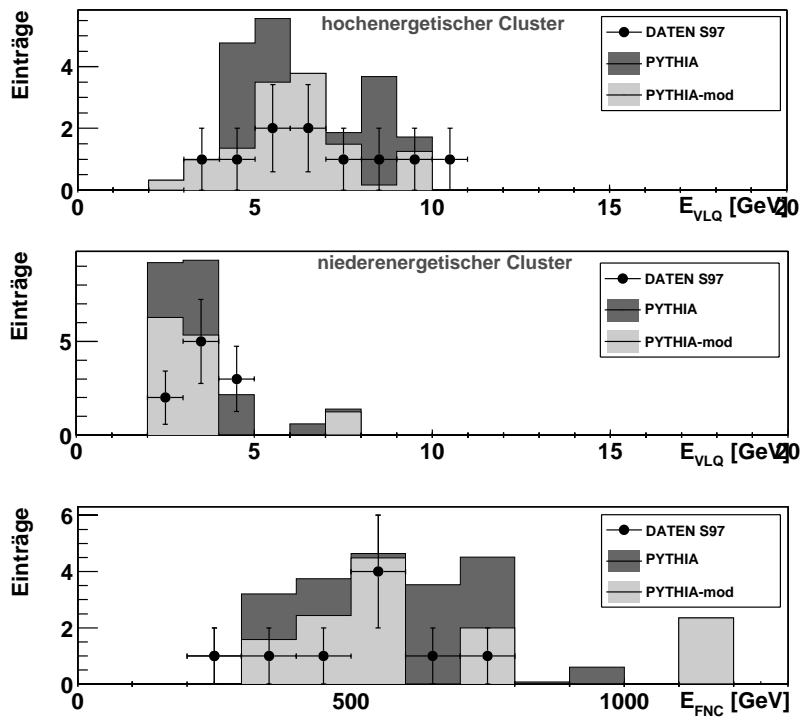 hochenergetischer Cluster
Einträge
DATEN S97
PYTHIA
PYTHIA-mod
4
2
0
0 5 10 15 20
E_VLQ [GeV]
niederenergetischer Cluster
Einträge
DATEN S97
PYTHIA
PYTHIA-mod
5
0
0 5 10 15 20
E_VLQ [GeV]
Einträge
DATEN S97
PYTHIA
PYTHIA-mod
6
4
2
0
0 500 1000
E_FNC [GeV]